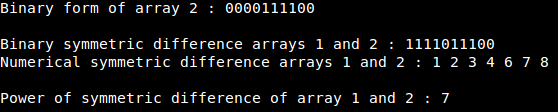 Binary form of array 2 : 0000111100
Binary symmetric difference arrays 1 and 2 : 1111011100
Numerical symmetric difference arrays 1 and 2 : 1 2 3 4 6 7 8
Power of symmetric difference of array 1 and 2 : 7